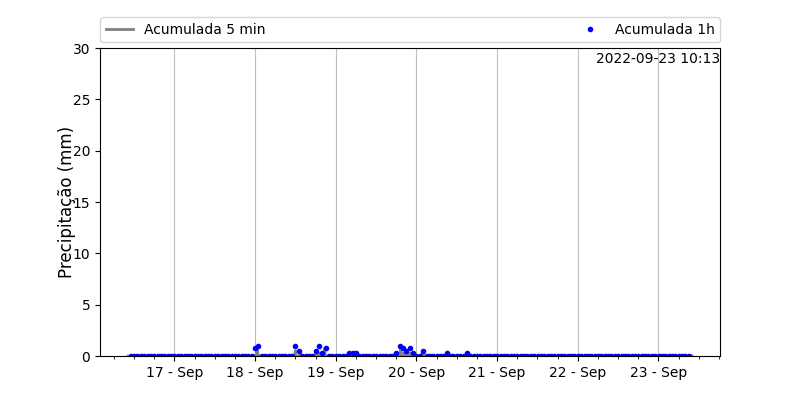 Acumulada 5 min Acumulada 1h
2022-09-23 10:13
Precipitação (mm)
30
25
20
15
10
5
0
17 - Sep 18 - Sep 19 - Sep 20 - Sep 21 - Sep 22 - Sep 23 - Sep